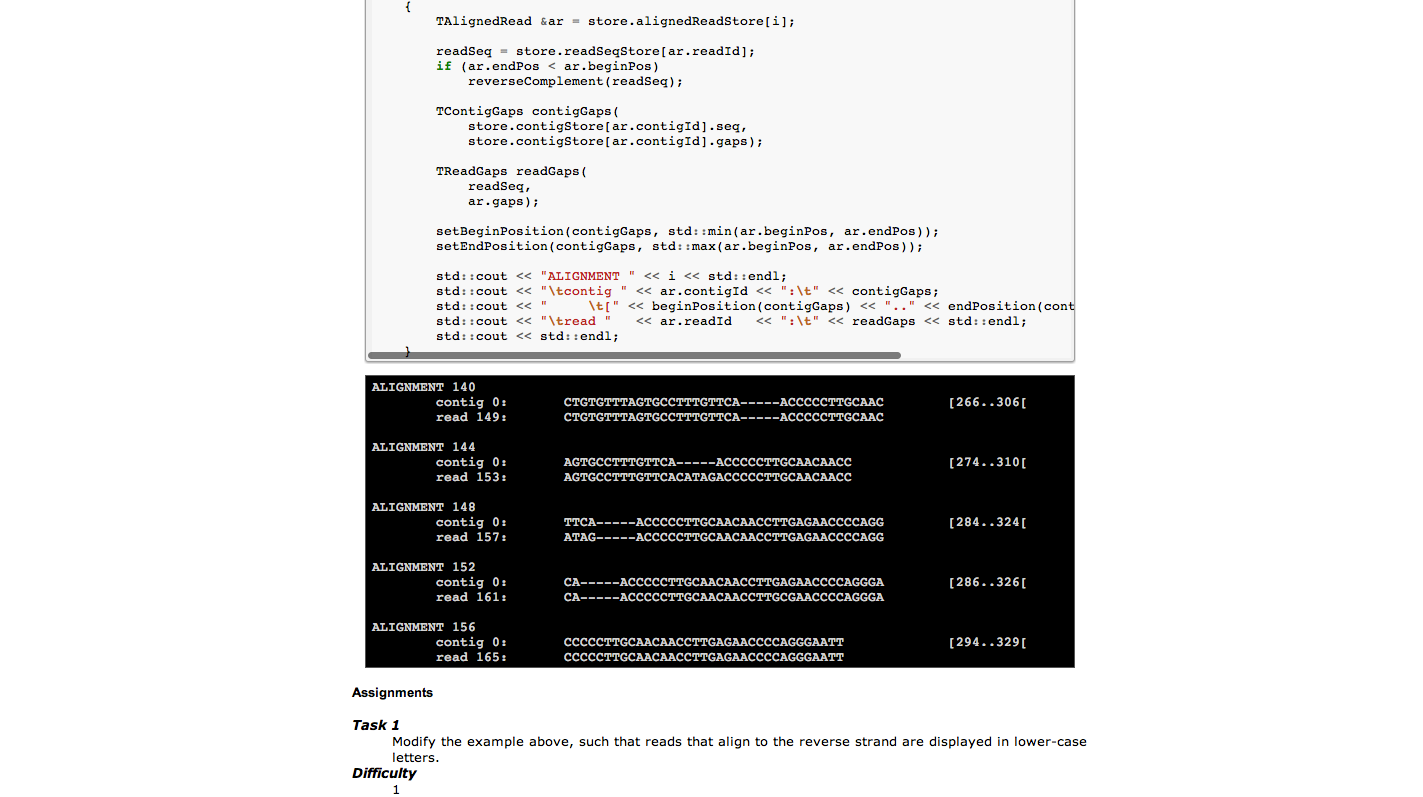 {
TAlignedRead &ar = store.alignedReadStore[i];
readSeq = store.readSeqStore[ar.readId];
if (ar.endPos < ar.beginPos)
reverseComplement(readSeq);
TContigGaps contigGaps(
store.contigStore[ar.contigId].seq,
store.contigStore[ar.contigId].gaps);
TReadGaps readGaps(
readSeq,
ar.gaps);
setBeginPosition(contigGaps, std::min(ar.beginPos, ar.endPos));
setEndPosition(contigGaps, std::max(ar.beginPos, ar.endPos));
std::cout << "ALIGNMENT " << i << std::endl;
std::cout << "\tcontig " << ar.contigId << ":\t" << contigGaps;
std::cout << "     \t[" << beginPosition(contigGaps) << ".." << endPosition(cont
std::cout << "\tread "   << ar.readId   << ":\t" << readGaps << std::endl;
std::cout << std::endl;
}
ALIGNMENT 140
contig 0: CTGTGTTTAGTGCCTTTGTTCA-----ACCCCCTTGCAAC [266..306[
read 149: CTGTGTTTAGTGCCTTTGTTCA-----ACCCCCTTGCAAC
ALIGNMENT 144
contig 0: AGTGCCTTTGTTCA-----ACCCCCTTGCAACAACC [274..310[
read 153: AGTGCCTTTGTTCACATAGACCCCCTTGCAACAACC
ALIGNMENT 148
contig 0: TTCA-----ACCCCCTTGCAACAACCTTGAGAACCCCAGG [284..324[
read 157: ATAG-----ACCCCCTTGCAACAACCTTGAGAACCCCAGG
ALIGNMENT 152
contig 0: CA-----ACCCCCTTGCAACAACCTTGAGAACCCCAGGGA [286..326[
read 161: CA-----ACCCCCTTGCAACAACCTTGCGAACCCCAGGGA
ALIGNMENT 156
contig 0: CCCCCTTGCAACAACCTTGAGAACCCCAGGGAATT [294..329[
read 165: CCCCCTTGCAACAACCTTGAGAACCCCAGGGAATT
Assignments
Task 1
Modify the example above, such that reads that align to the reverse strand are displayed in lower-case
letters.
Difficulty
1